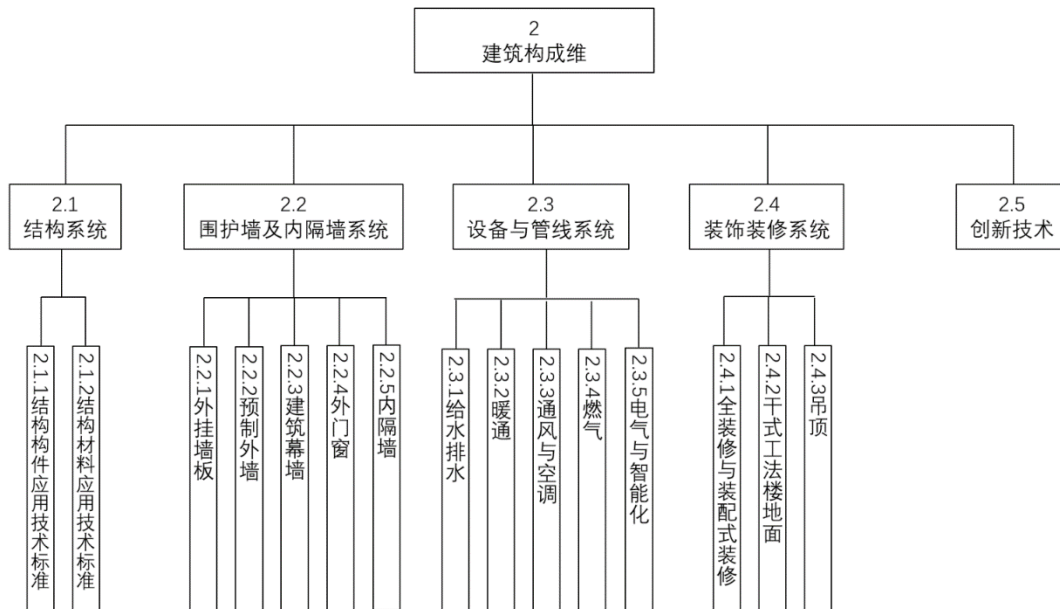 2
建筑构成维
2.1
结构系统
2.2
围护墙及内隔墙系统
2.3
设备与管线系统
2.4
装饰装修系统
2.5
创新技术
2.1.1结构构件应用技术标准
2.1.2结构材料应用技术标准
2.2.1外挂墙板
2.2.2预制外墙
2.2.3建筑幕墙
2.2.4外门窗
2.2.5内隔墙
2.3.1给水排水
2.3.2暖通
2.3.3通风与空调
2.3.4燃气
2.3.5电气与智能化
2.4.1全装修与装配式装修
2.4.2干式工法楼地面
2.4.3吊顶